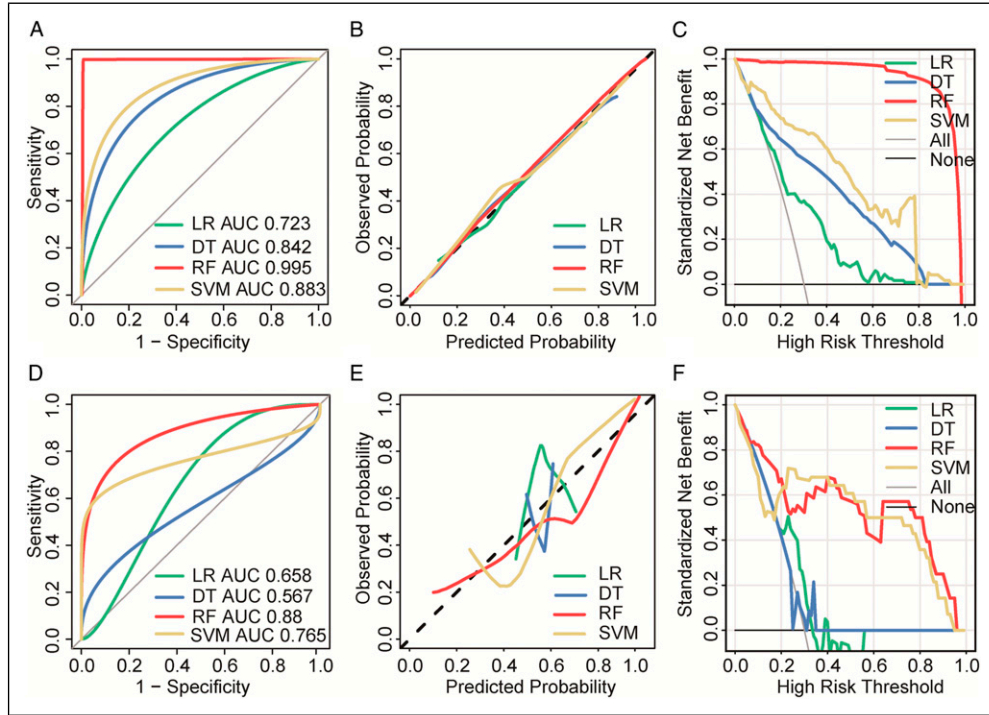 A
Sensitivity
1.0
0.8
0.6
0.4
0.2
0.0
LR AUC 0.723
DT AUC 0.842
RF AUC 0.995
SVM AUC 0.883
0.0 0.2 0.4 0.6 0.8 1.0
1 − Specificity
B
Observed Probability
1.0
0.8
0.6
0.4
0.2
0.0
LR
DT
RF
SVM
0.0 0.2 0.4 0.6 0.8 1.0
Predicted Probability
C
Standardized Net Benefit
1.0
0.8
0.6
0.4
0.2
0.0
LR
DT
RF
SVM
All
None
0.0 0.2 0.4 0.6 0.8 1.0
High Risk Threshold
D
Sensitivity
1.0
0.8
0.6
0.4
0.2
0.0
LR AUC 0.658
DT AUC 0.567
RF AUC 0.88
SVM AUC 0.765
0.0 0.2 0.4 0.6 0.8 1.0
1 − Specificity
E
Observed Probability
1.0
0.8
0.6
0.4
0.2
0.0
LR
DT
RF
SVM
0.0 0.2 0.4 0.6 0.8 1.0
Predicted Probability
F
Standardized Net Benefit
1.0
0.8
0.6
0.4
0.2
0.0
LR
DT
RF
SVM
All
None
0.0 0.2 0.4 0.6 0.8 1.0
High Risk Threshold